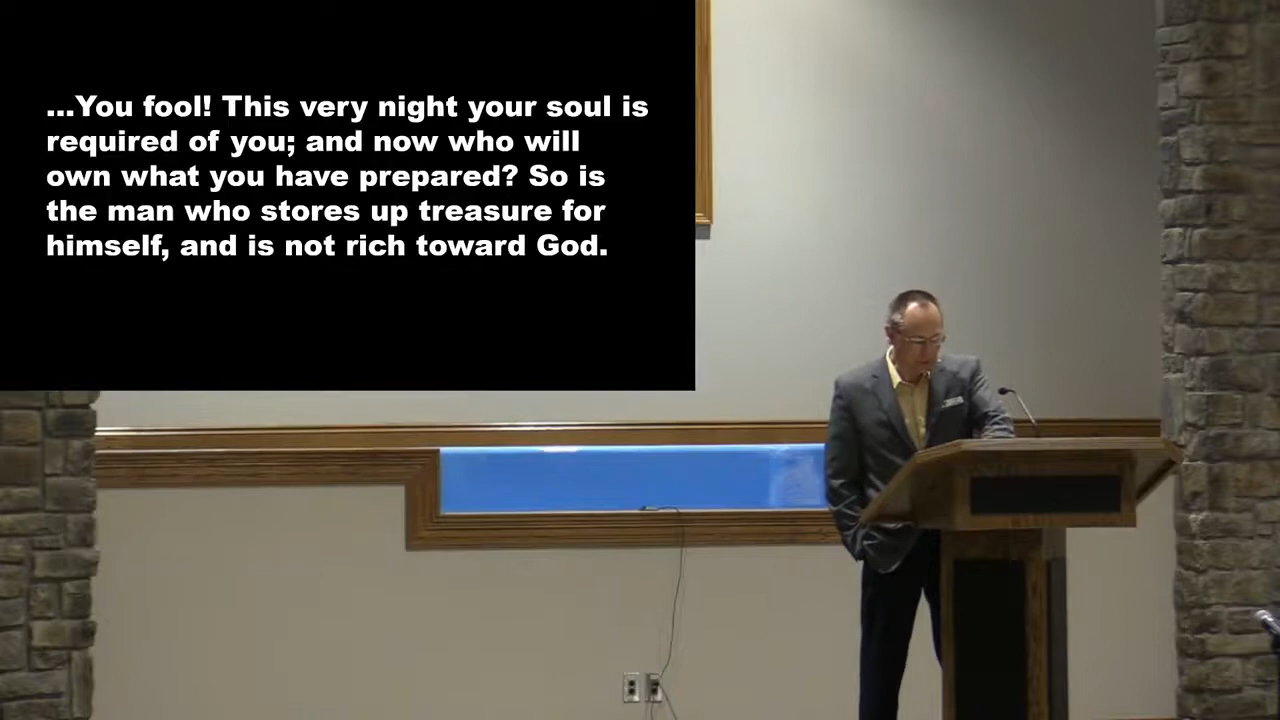 ...You fool! This very night your soul is
required of you; and now who will
own what you have prepared? So is
the man who stores up treasure for
himself, and is not rich toward God.